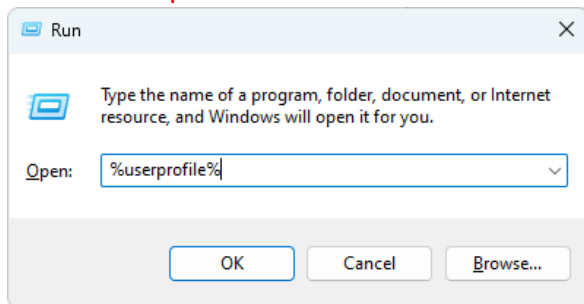 Run
Type the name of a program, folder, document, or Internet
resource, and Windows will open it for you.
Open:
%userprofile%
OK
Cancel
Browse...